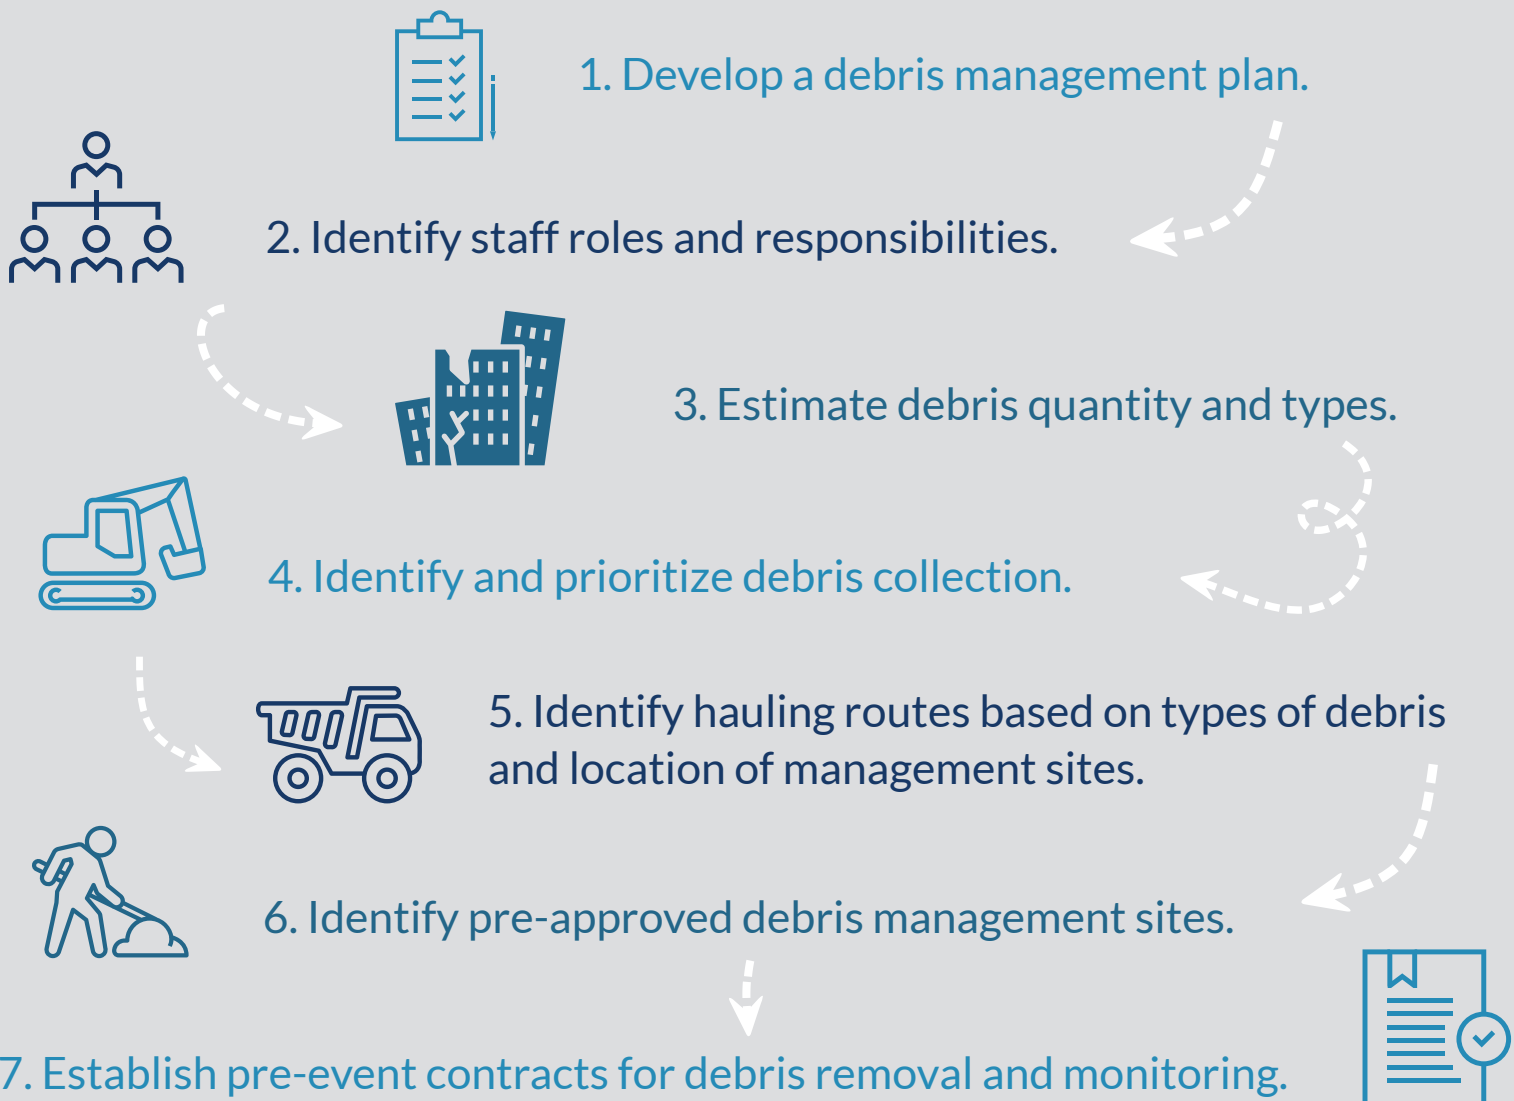 1. Develop a debris management plan.
2. Identify staff roles and responsibilities.
3. Estimate debris quantity and types.
4. Identify and prioritize debris collection.
5. Identify hauling routes based on types of debris
and location of management sites.
6. Identify pre-approved debris management sites.
7. Establish pre-event contracts for debris removal and monitoring.